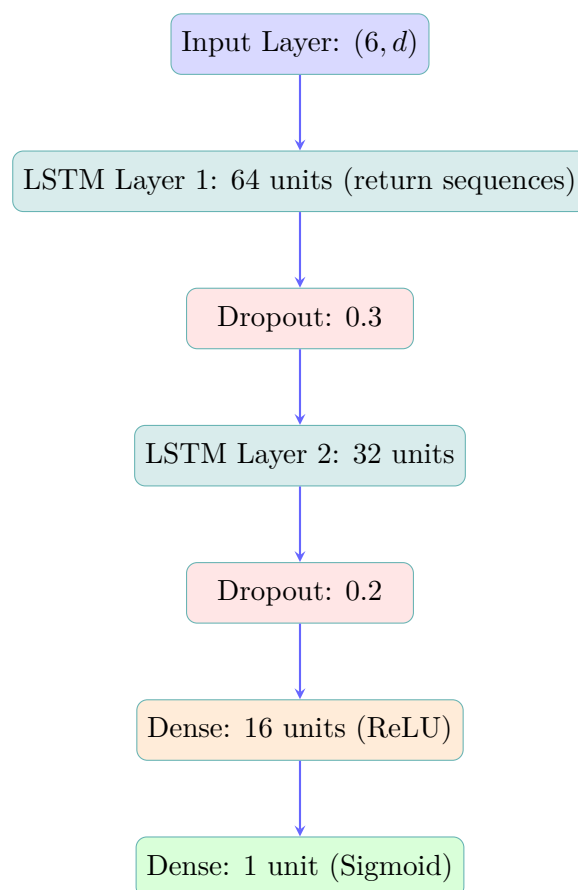 Input Layer: (6, d)
LSTM Layer 1: 64 units (return sequences)
Dropout: 0.3
LSTM Layer 2: 32 units
Dropout: 0.2
Dense: 16 units (ReLU)
Dense: 1 unit (Sigmoid)